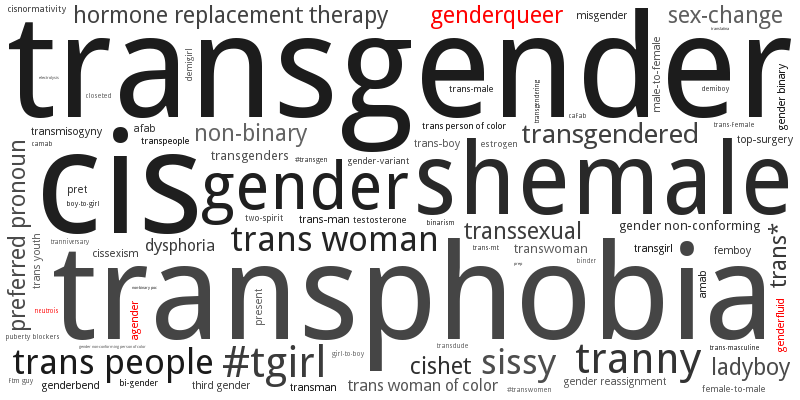 cisnormativity
hormone replacement therapy
genderqueer
misgender
sex-change
transgender
demigirl
closeted
trans-male
transgendering
male-to-female
demiboy
gender binary
caFab
transmisogyny
afab
camab
transpeople
non-binary
trans person of color
transgendered
trans-Female
top-surgery
cis
transgenders
#transgen
gender-variant
trans-boy
estrogen
shemale
gender
preferred pronoun
pret
boy-to-girl
two-spirit
trans-man
testosterone
binarism
transsexual
gender non-conforming
trans*
tranniversary
cissexism
dysphoria
trans woman
trans-mt
transwoman
transgirl
femboy
trans youth
binder
transphobia
amab
nonbinary poc
present
neutrois
agender
genderfluid
puberty blockers
gender nonconforming person of color
girl-to-boy
transdude
trans-masculine
trans people
#tgirl
cishet
sissy
tranny
ladyboy
Ftm guy
genderbend
bi-gender
third gender
transman
trans woman of color
#transwomen
gender reassignment
female-to-male